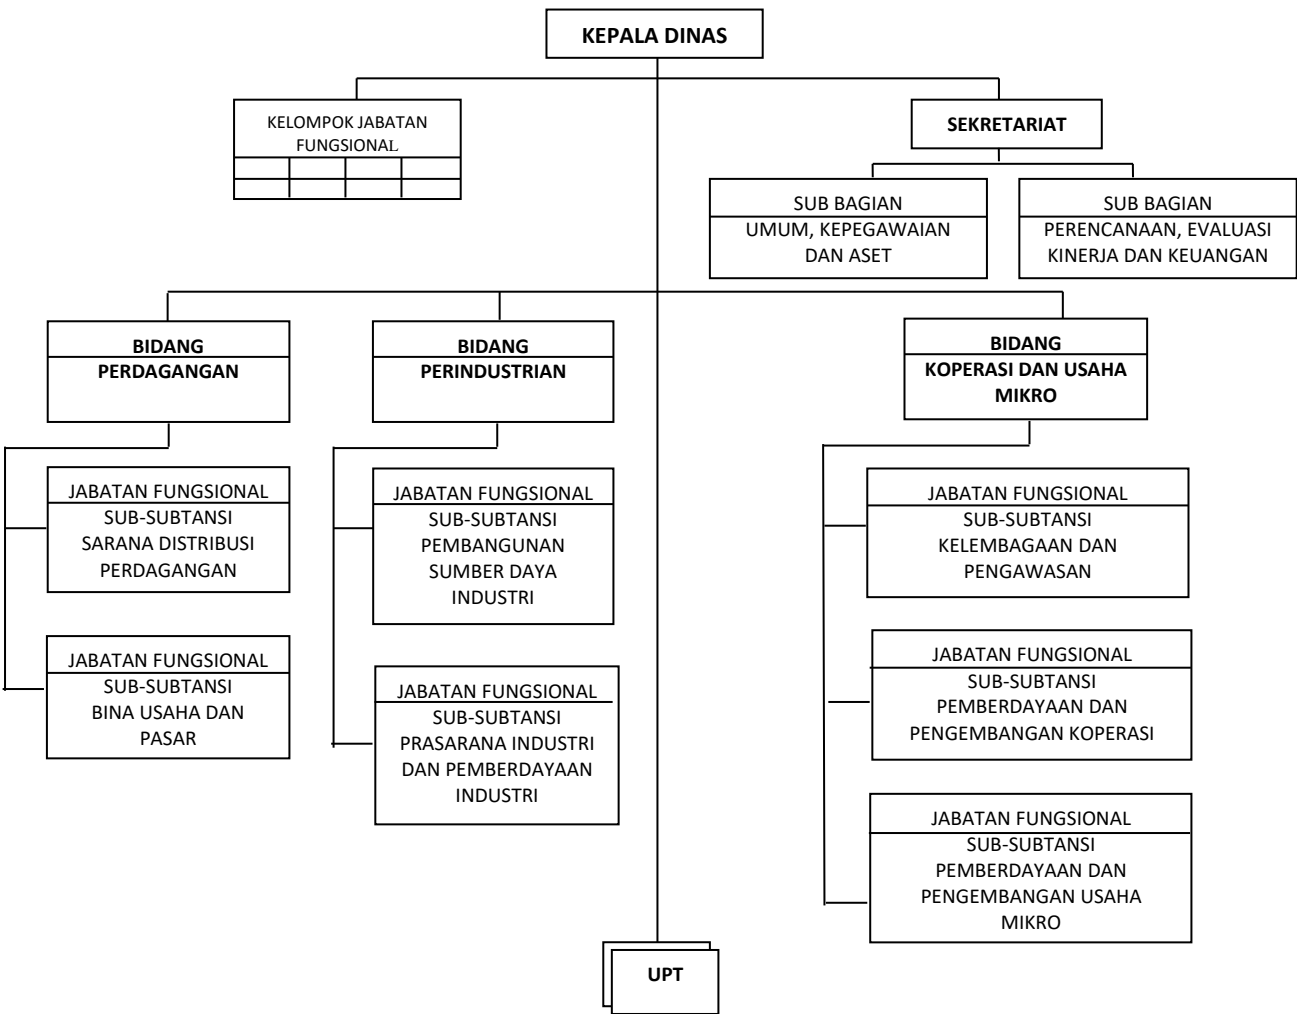 KEPALA DINAS
KELOMPOK JABATAN
FUNGSIONAL
SEKRETARIAT
SUB BAGIAN
UMUM, KEPEGAWAIAN
DAN ASET
SUB BAGIAN
PERENCANAAN, EVALUASI
KINERJA DAN KEUANGAN
BIDANG
PERDAGANGAN
BIDANG
PERINDUSTRIAN
BIDANG
KOPERASI DAN USAHA
MIKRO
JABATAN FUNGSIONAL
SUB-SUBTANSI
SARANA DISTRIBUSI
PERDAGANGAN
JABATAN FUNGSIONAL
SUB-SUBTANSI
BINA USAHA DAN
PASAR
JABATAN FUNGSIONAL
SUB-SUBTANSI
PEMBANGUNAN
SUMBER DAYA
INDUSTRI
JABATAN FUNGSIONAL
SUB-SUBTANSI
PRASARANA INDUSTRI
DAN PEMBERDAYAAN
INDUSTRI
JABATAN FUNGSIONAL
SUB-SUBTANSI
KELEMBAGAAN DAN
PENGAWASAN
JABATAN FUNGSIONAL
SUB-SUBTANSI
PEMBERDAYAAN DAN
PENGEMBANGAN KOPERASI
JABATAN FUNGSIONAL
SUB-SUBTANSI
PEMBERDAYAAN DAN
PENGEMBANGAN USAHA
MIKRO
UPT